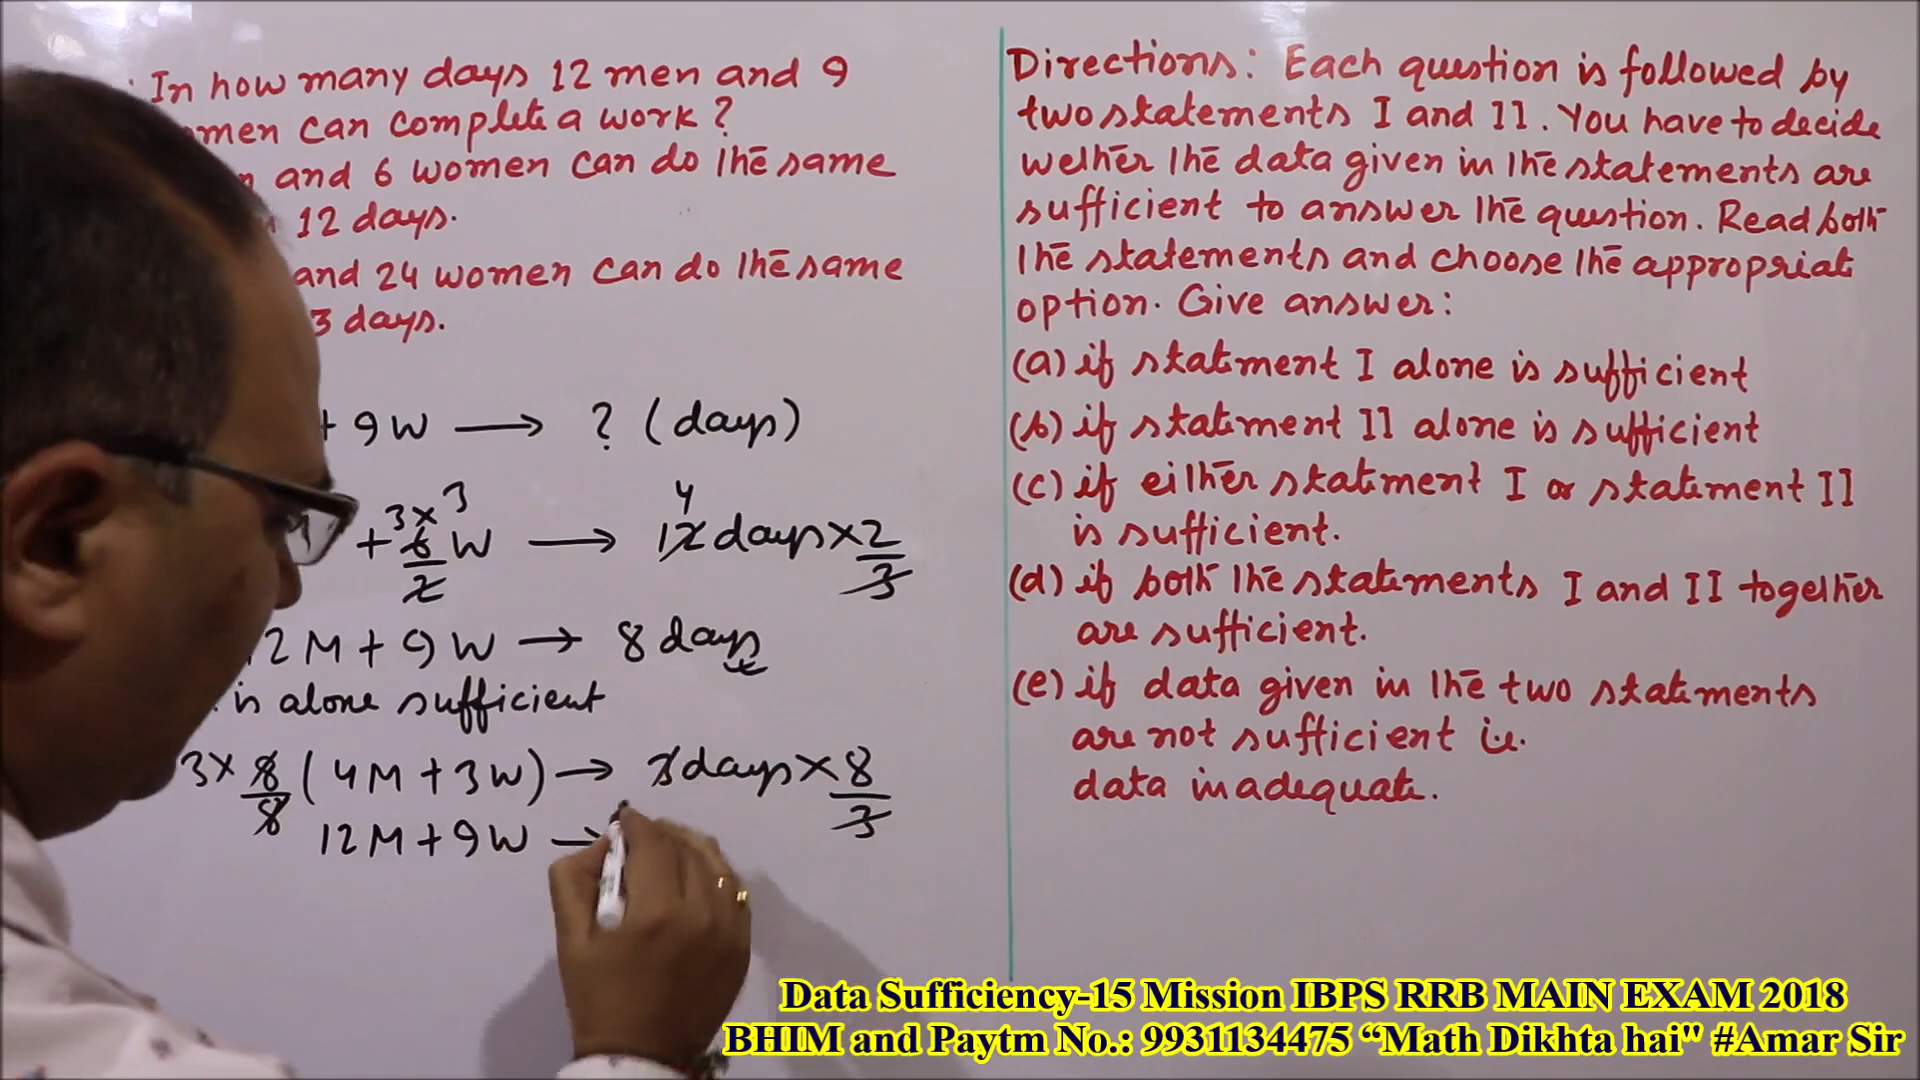 In how many days 12 men and 9
omen can complete a work?
n and 6 women can do the same
12 days.
and 24 women can do the same
3 days.
+ 9W → ? (days)
3 × 3 4
+ 6/2 W → 12 days × 2/3
2M + 9W → 8 days
is alone sufficient
3 × 8/8 (4M + 3W) → 3 days × 8/3
12M + 9W →
Directions: Each question is followed by
two statements I and II. You have to decide
wether the data given in the statements are
sufficient to answer the question. Read both
the statements and choose the appropriat
option. Give answer:
(a) if statment I alone is sufficient
(b) if statment II alone is sufficient
(c) if either statement I or statement II
is sufficient.
(d) if both the statements I and II together
are sufficient.
(e) if data given in the two statements
are not sufficient i.e.
data inadequate.
Data Sufficiency-15 Mission IBPS RRB MAIN EXAM 2018
BHIM and Paytm No.: 9931134475 “Math Dikhta hai" #Amar Sir